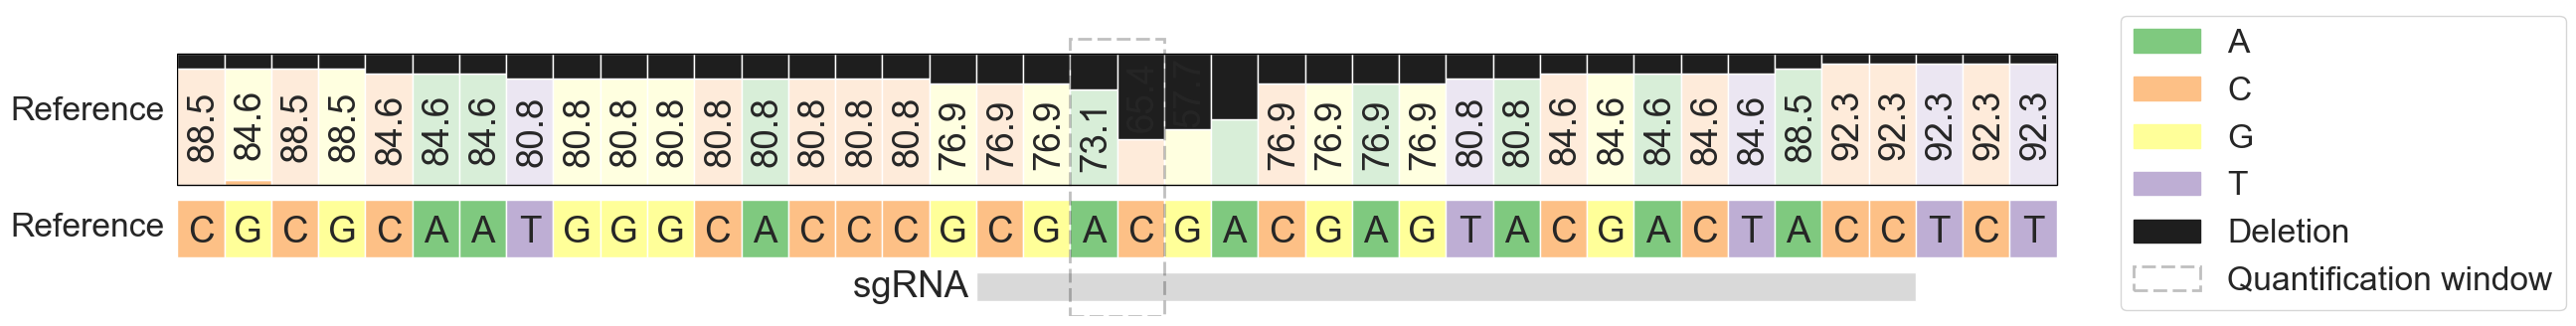 Reference 88.5 84.6 88.5 88.5 84.6 84.6 84.6 80.8 80.8 80.8 80.8 80.8 80.8 80.8 80.8 80.8 76.9 76.9 76.9 73.1 65.4 57.7 76.9 76.9 76.9 76.9 80.8 80.8 84.6 84.6 84.6 84.6 84.6 88.5 92.3 92.3 92.3 92.3 92.3
Reference C G C G C A A T G G G C A C C C G C G A C G A C G A G T A C G A C T A C C T C T
sgRNA
A
C
G
T
Deletion
Quantification window